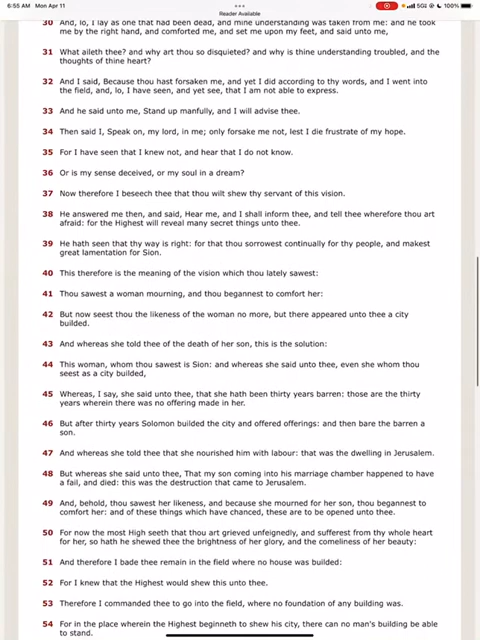 6:55 AM Mon Apr 11
5G 100%
Reader Available
30 And, lo, I lay as one that had been dead, and mine understanding was taken from me: and he took
me by the right hand, and comforted me, and set me upon my feet, and said unto me,
31 What aileth thee? and why art thou so disquieted? and why is thine understanding troubled, and the
thoughts of thine heart?
32 And I said, Because thou hast forsaken me, and yet I did according to thy words, and I went into
the field, and, lo, I have seen, and yet see, that I am not able to express.
33 And he said unto me, Stand up manfully, and I will advise thee.
34 Then said I, Speak on, my lord, in me; only forsake me not, lest I die frustrate of my hope.
35 For I have seen that I knew not, and hear that I do not know.
36 Or is my sense deceived, or my soul in a dream?
37 Now therefore I beseech thee that thou wilt shew thy servant of this vision.
38 He answered me then, and said, Hear me, and I shall inform thee, and tell thee wherefore thou art
afraid: for the Highest will reveal many secret things unto thee.
39 He hath seen that thy way is right: for that thou sorrowest continually for thy people, and makest
great lamentation for Sion.
40 This therefore is the meaning of the vision which thou lately sawest:
41 Thou sawest a woman mourning, and thou begannest to comfort her:
42 But now seest thou the likeness of the woman no more, but there appeared unto thee a city
builded.
43 And whereas she told thee of the death of her son, this is the solution:
44 This woman, whom thou sawest is Sion: and whereas she said unto thee, even she whom thou
seest as a city builded,
45 Whereas, I say, she said unto thee, that she hath been thirty years barren: those are the thirty
years wherein there was no offering made in her.
46 But after thirty years Solomon builded the city and offered offerings: and then bare the barren a
son.
47 And whereas she told thee that she nourished him with labour: that was the dwelling in Jerusalem.
48 But whereas she said unto thee, That my son coming into his marriage chamber happened to have
a fail, and died: this was the destruction that came to Jerusalem.
49 And, behold, thou sawest her likeness, and because she mourned for her son, thou begannest to
comfort her: and of these things which have chanced, these are to be opened unto thee.
50 For now the most High seeth that thou art grieved unfeignedly, and sufferest from thy whole heart
for her, so hath he shewed thee the brightness of her glory, and the comeliness of her beauty:
51 And therefore I bade thee remain in the field where no house was builded:
52 For I knew that the Highest would shew this unto thee.
53 Therefore I commanded thee to go into the field, where no foundation of any building was.
54 For in the place wherein the Highest beginneth to shew his city, there can no man's building be able
to stand.